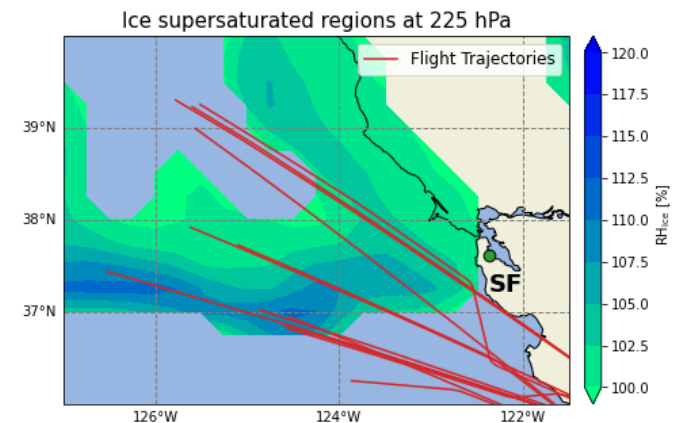 Ice supersaturated regions at 225 hPa
Flight Trajectories
39°N
38°N
37°N
126°W
124°W
122°W
SF
120.0
117.5
115.0
112.5
110.0
107.5
105.0
102.5
100.0
RH_Ice [%]